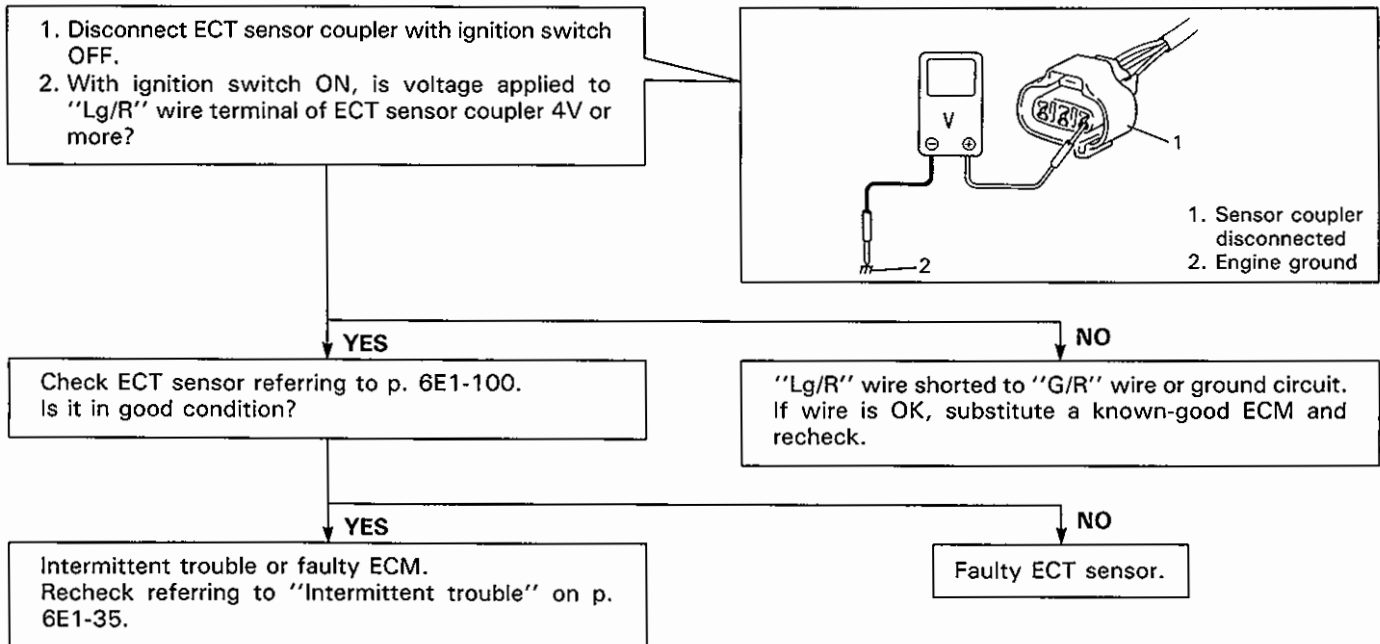 1. Disconnect ECT sensor coupler with ignition switch
OFF.
2. With ignition switch ON, is voltage applied to
"Lg/R" wire terminal of ECT sensor coupler 4V or
more?
V
⊖ ⊕
1
2
1. Sensor coupler
disconnected
2. Engine ground
YES
NO
Check ECT sensor referring to p. 6E1-100.
Is it in good condition?
"Lg/R" wire shorted to "G/R" wire or ground circuit.
If wire is OK, substitute a known-good ECM and
recheck.
YES
NO
Intermittent trouble or faulty ECM.
Recheck referring to "Intermittent trouble" on p.
6E1-35.
Faulty ECT sensor.